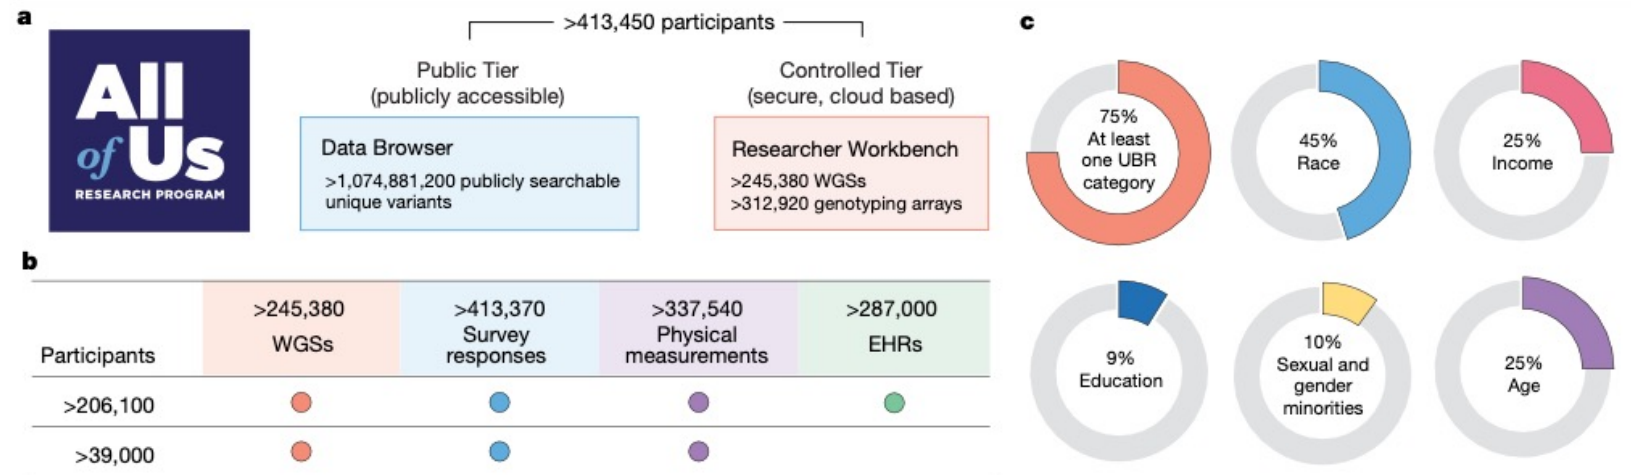 a
All
of Us
RESEARCH PROGRAM
>413,450 participants
Public Tier
(publicly accessible)
Data Browser
>1,074,881,200 publicly searchable
unique variants
Controlled Tier
(secure, cloud based)
Researcher Workbench
>245,380 WGSs
>312,920 genotyping arrays
b
Participants
>245,380
WGSs
>413,370
Survey
responses
>337,540
Physical
measurements
>287,000
EHRs
>206,100
>39,000
c
75%
At least
one UBR
category
45%
Race
25%
Income
9%
Education
10%
Sexual and
gender
minorities
25%
Age